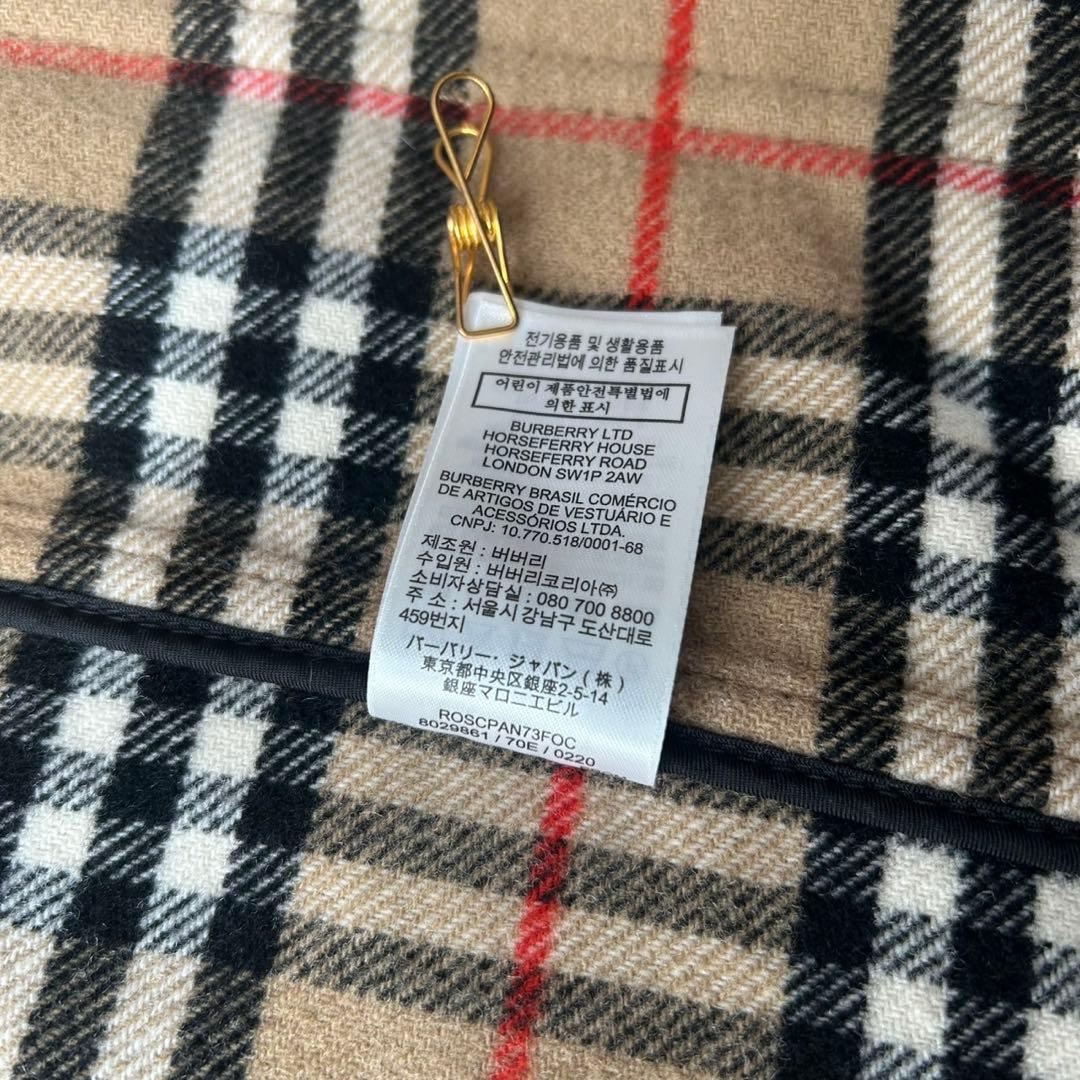 전기용품 및 생활용품
안전관리법에 의한 품질표시
어린이 제품안전특별법에
의한 표시
BURBERRY LTD
HORSEFERRY HOUSE
HORSEFERRY ROAD
LONDON SW1P 2AW
BURBERRY BRASIL COMÉRCIO
DE ARTIGOS DE VESTUÁRIO E
ACESSÓRIOS LTDA.
CNPJ: 10.770.518/0001-68
제조원 : 버버리
수입원 : 버버리코리아㈜
소비자상담실 : 080 700 8800
주 소 : 서울시 강남구 도산대로
459번지
バーバリー・ジャパン(株)
東京都中央区銀座2-5-14
銀座マロニエビル
ROSCPAN73FOC
8029861 / 70E / 0220